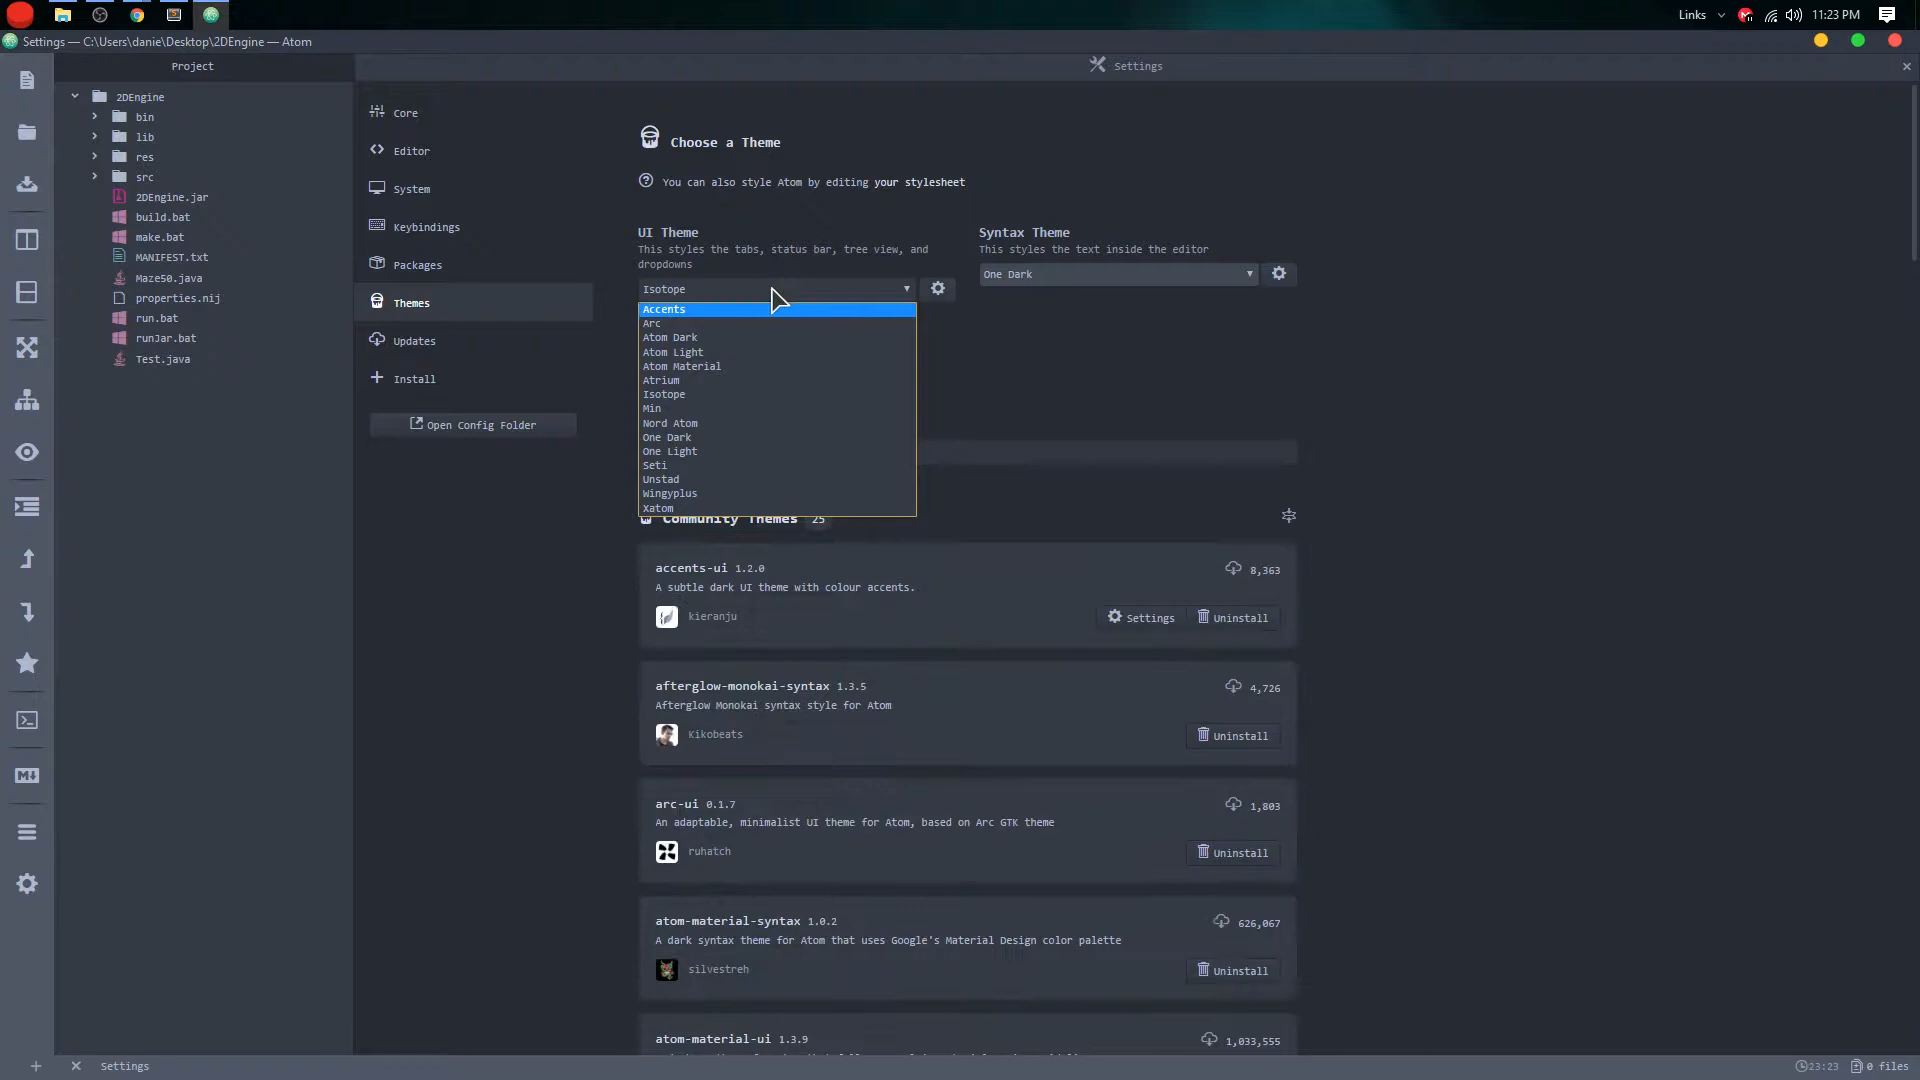 Links
11:23 PM
Settings — C:\Users\danie\Desktop\2DEngine — Atom
Project
Settings
2DEngine
bin
lib
res
src
2DEngine.jar
build.bat
make.bat
MANIFEST.txt
Maze50.java
properties.nij
run.bat
runJar.bat
Test.java
Core
Editor
System
Keybindings
Packages
Themes
Updates
Install
Open Config Folder
Choose a Theme
You can also style Atom by editing your stylesheet
UI Theme
This styles the tabs, status bar, tree view, and
dropdowns
Isotope
Accents
Arc
Atom Dark
Atom Light
Atom Material
Atrium
Isotope
Min
Nord Atom
One Dark
One Light
Seti
Unstad
Wingyplus
Xatom
Syntax Theme
This styles the text inside the editor
One Dark
Community Themes 25
accents-ui 1.2.0
8,363
A subtle dark UI theme with colour accents.
kieranju
Settings
Uninstall
afterglow-monokai-syntax 1.3.5
4,726
Afterglow Monokai syntax style for Atom
Kikobeats
Uninstall
arc-ui 0.1.7
1,803
An adaptable, minimalist UI theme for Atom, based on Arc GTK theme
ruhatch
Uninstall
atom-material-syntax 1.0.2
626,067
A dark syntax theme for Atom that uses Google's Material Design color palette
silvestreh
Uninstall
atom-material-ui 1.3.9
1,033,555
M↓
Settings
23:23
0 files